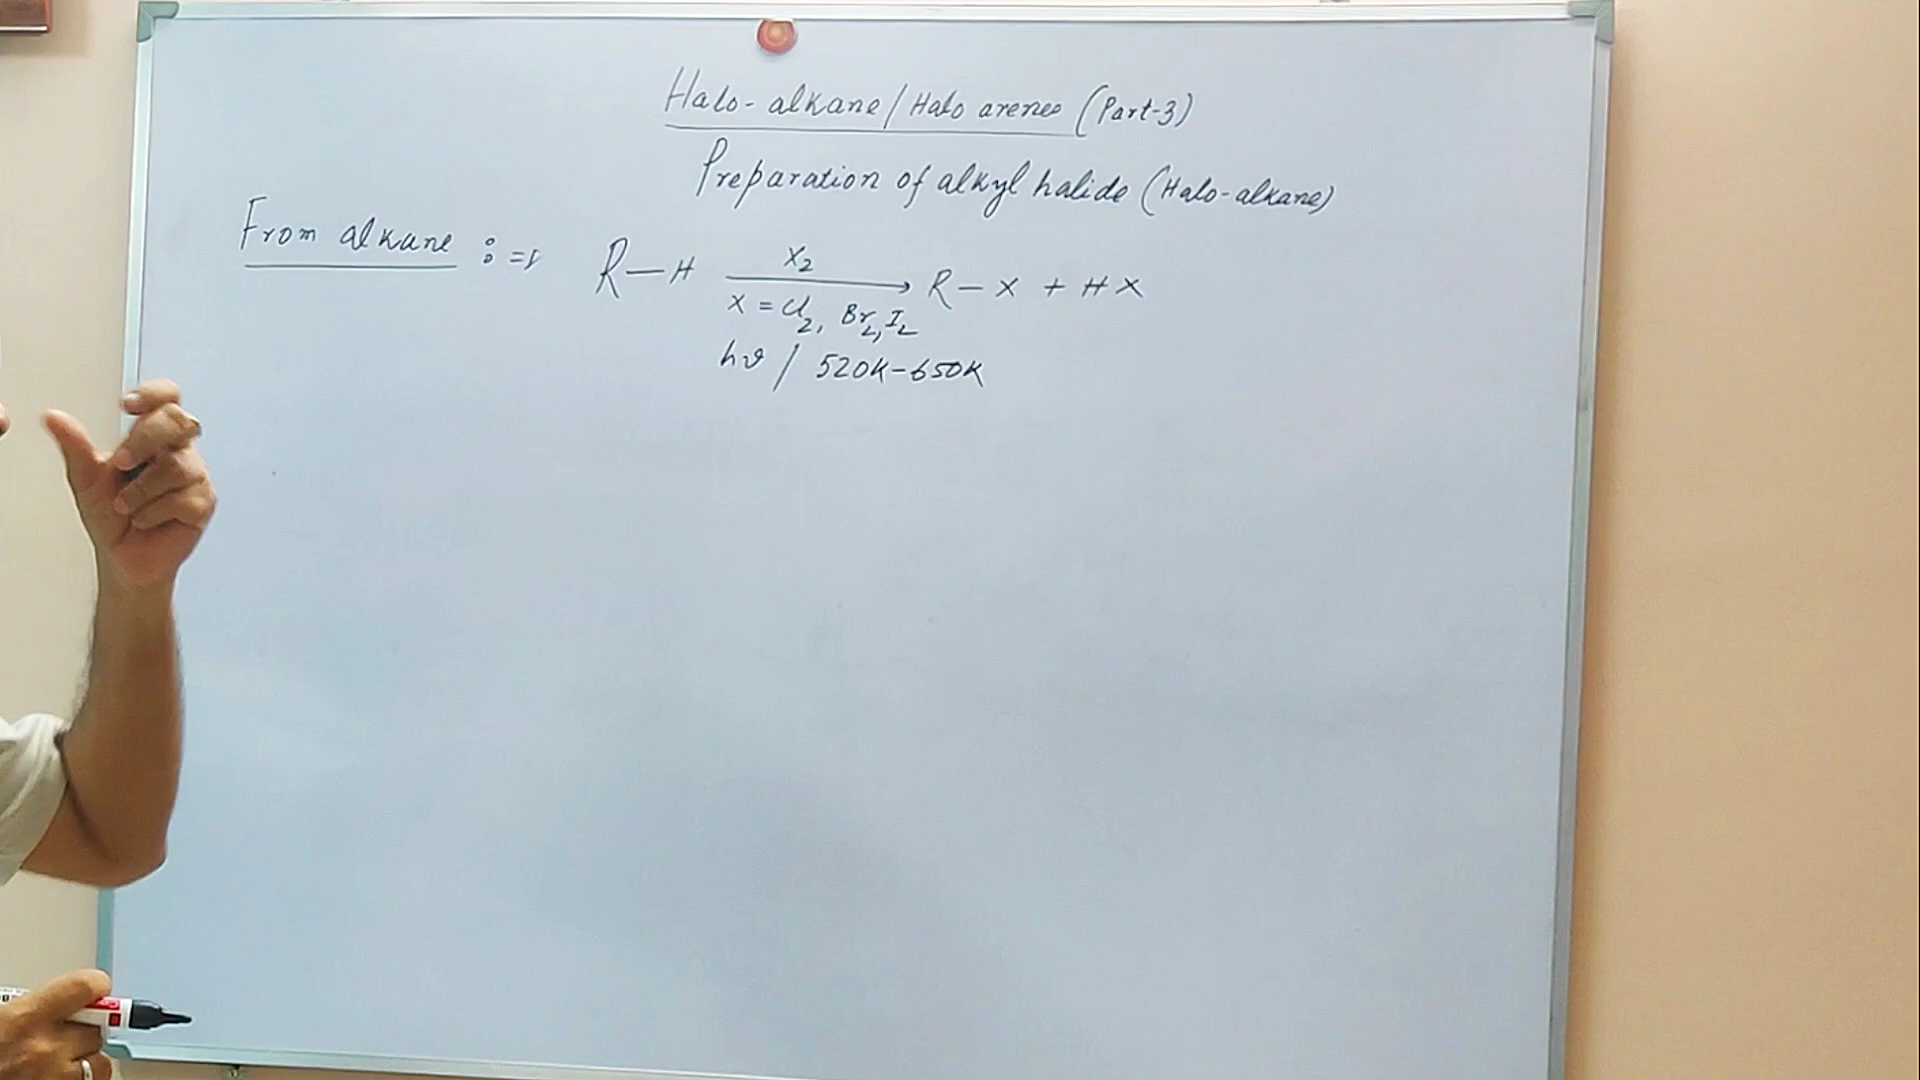 Halo-alkane/Halo arenes (Part-3)
Preparation of alkyl halide (Halo-alkane)
From alkane :⇒ R—H X₂ → R—X + HX
X = Cl₂, Br₂, I₂
hν / 520K-650K